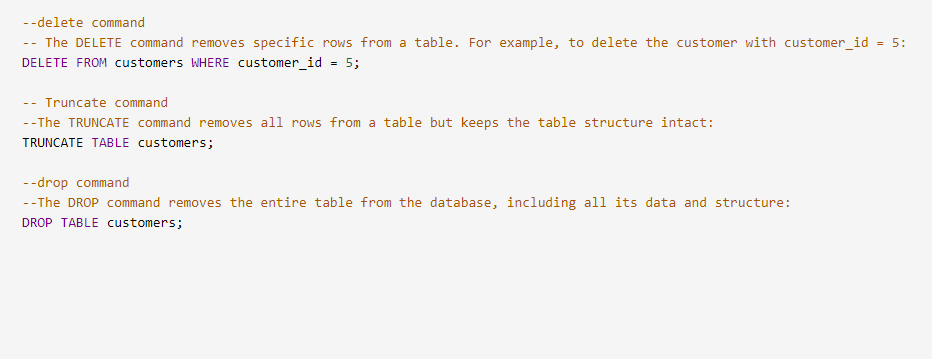 --delete command
-- The DELETE command removes specific rows from a table. For example, to delete the customer with customer_id = 5:
DELETE FROM customers WHERE customer_id = 5;
-- Truncate command
--The TRUNCATE command removes all rows from a table but keeps the table structure intact:
TRUNCATE TABLE customers;
--drop command
--The DROP command removes the entire table from the database, including all its data and structure:
DROP TABLE customers;